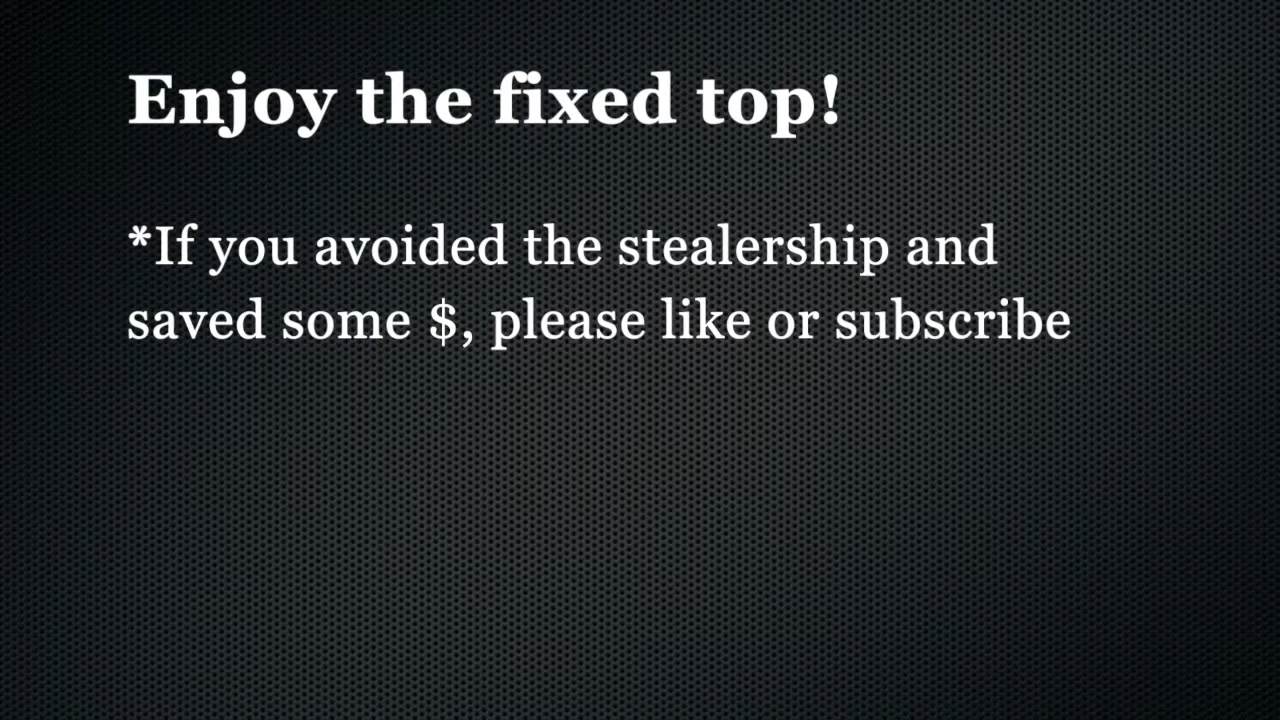 Enjoy the fixed top!
*If you avoided the stealership and
saved some $, please like or subscribe